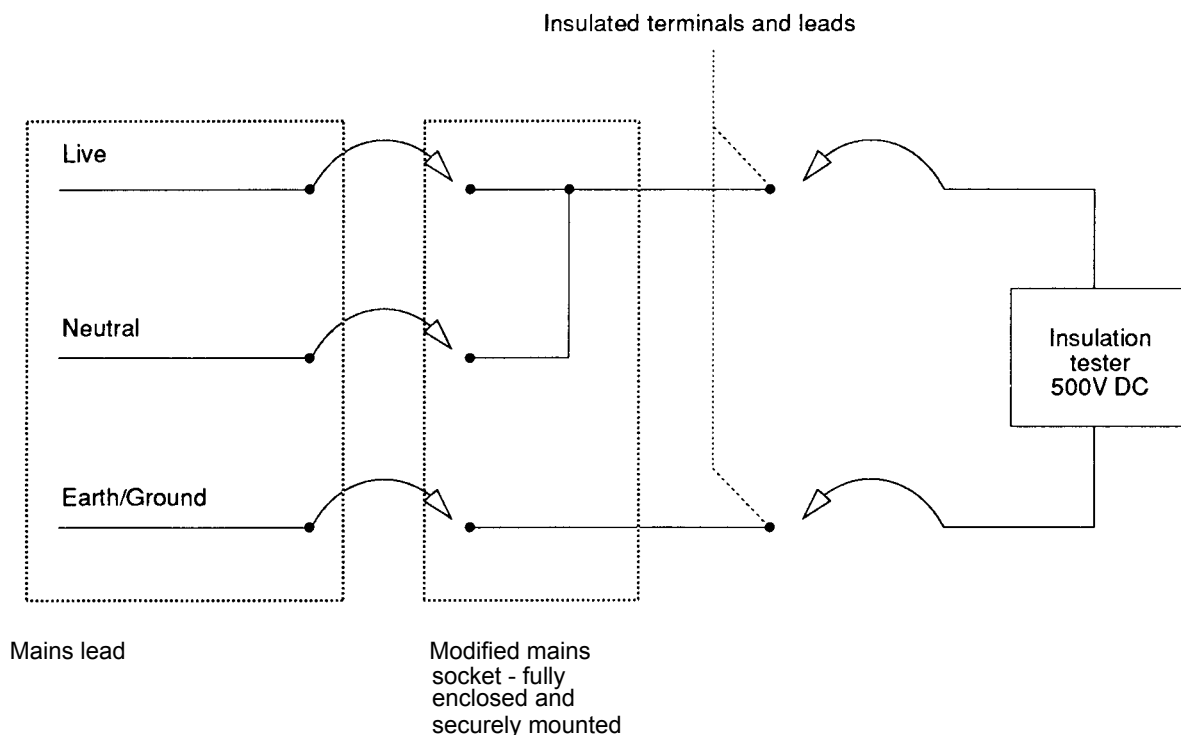 Insulated terminals and leads
Live
Neutral
Insulation
tester
500V DC
Earth/Ground
Mains lead
Modified mains
socket - fully
enclosed and
securely mounted